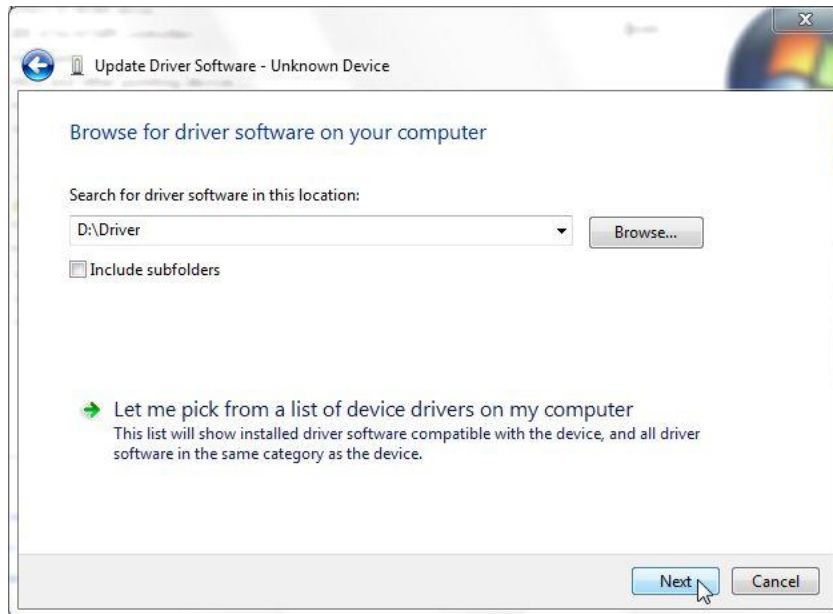 Update Driver Software - Unknown Device
Browse for driver software on your computer
Search for driver software in this location:
D:\Driver
Browse...
Include subfolders
Let me pick from a list of device drivers on my computer
This list will show installed driver software compatible with the device, and all driver
software in the same category as the device.
Next
Cancel